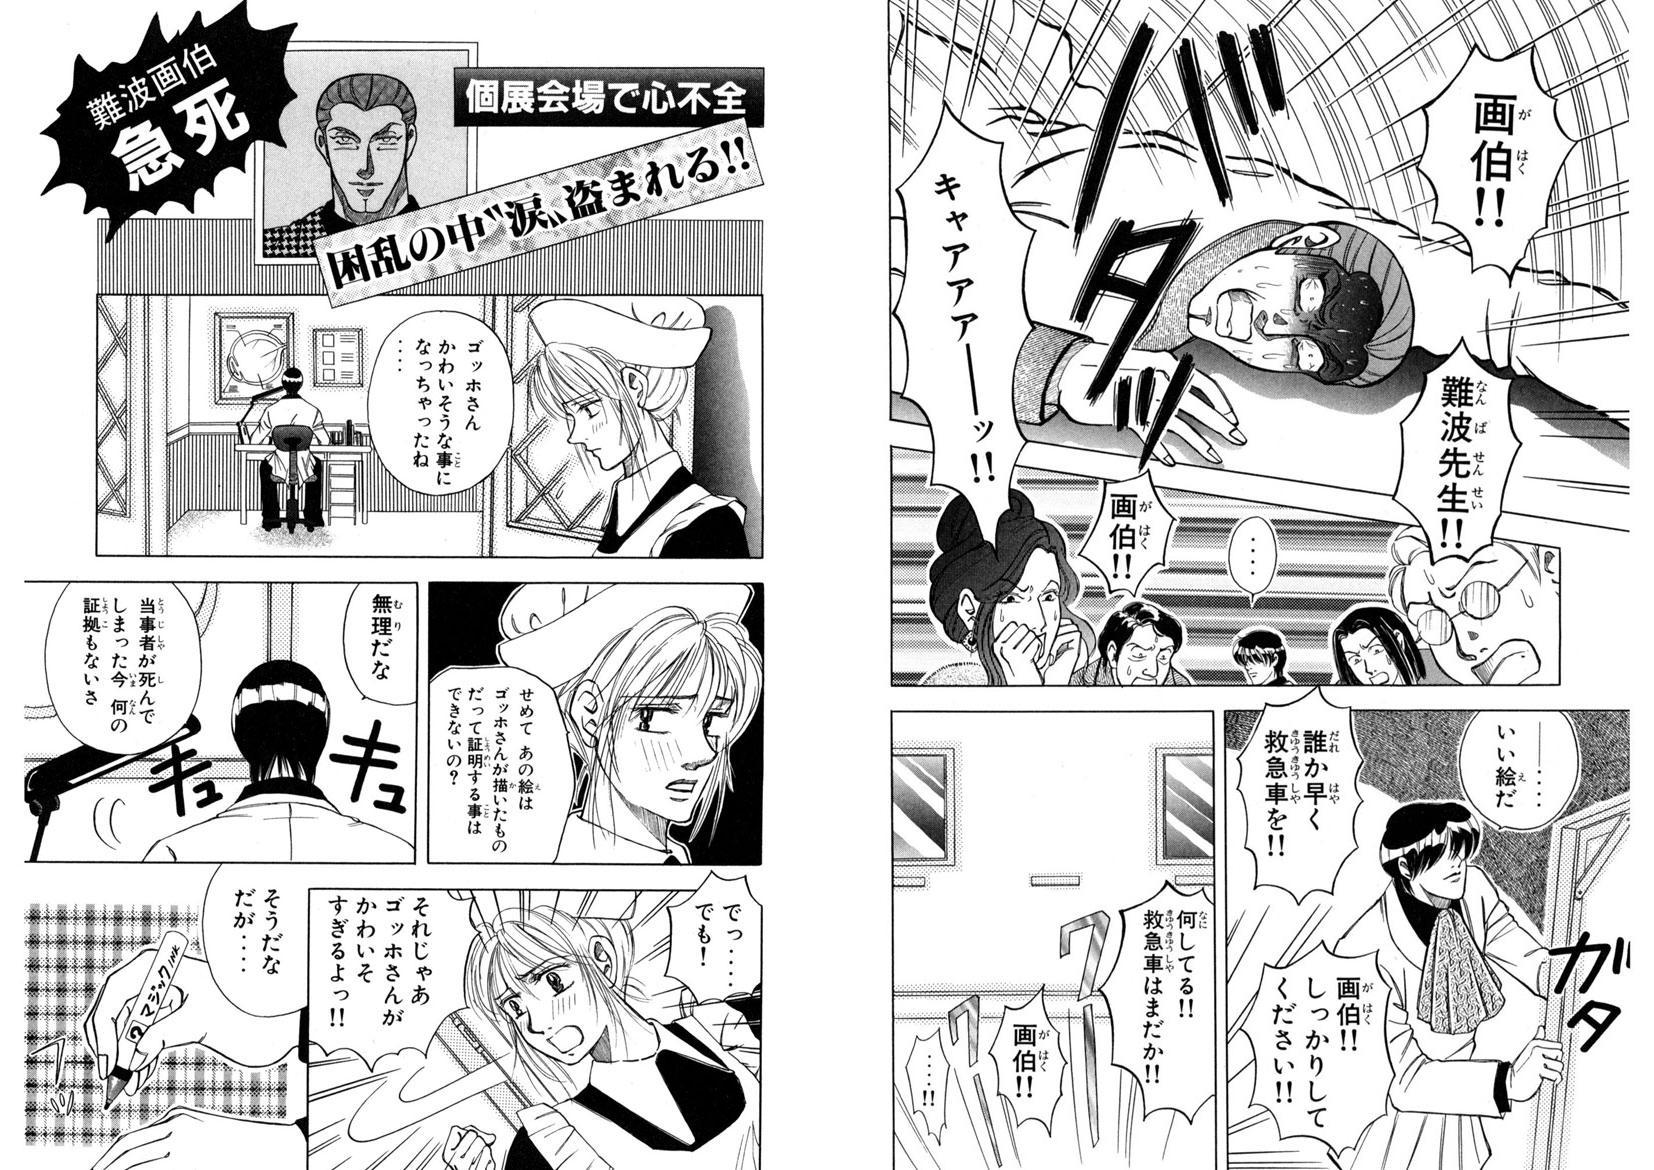 画伯!!
キャアアアーーッ!!
ダダ
難波先生!!
画伯!!
‥‥
――‥‥
いい絵だ
誰か早く
救急車を!!
ガタ
画伯!!
しっかりして
ください!!
何してる!!
救急車はまだか!!
ワー
画伯!!
ワー
‥‥!!
難波画伯
急死
個展会場で心不全
困乱の中〝涙〟盗まれる!!
ゴッホさん
かわいそうな事に
なっちゃったね
‥‥
せめて あの絵は
ゴッホさんが描いたもの
だって証明する事は
できないの?
無理だな
当事者が死んで
しまった今 何の
証拠もないさ
キュ
キュ
でっ‥‥
でも!
それじゃあ
ゴッホさんが
かわいそ
すぎるよっ!!
そうだな
だが‥‥
マジックINK